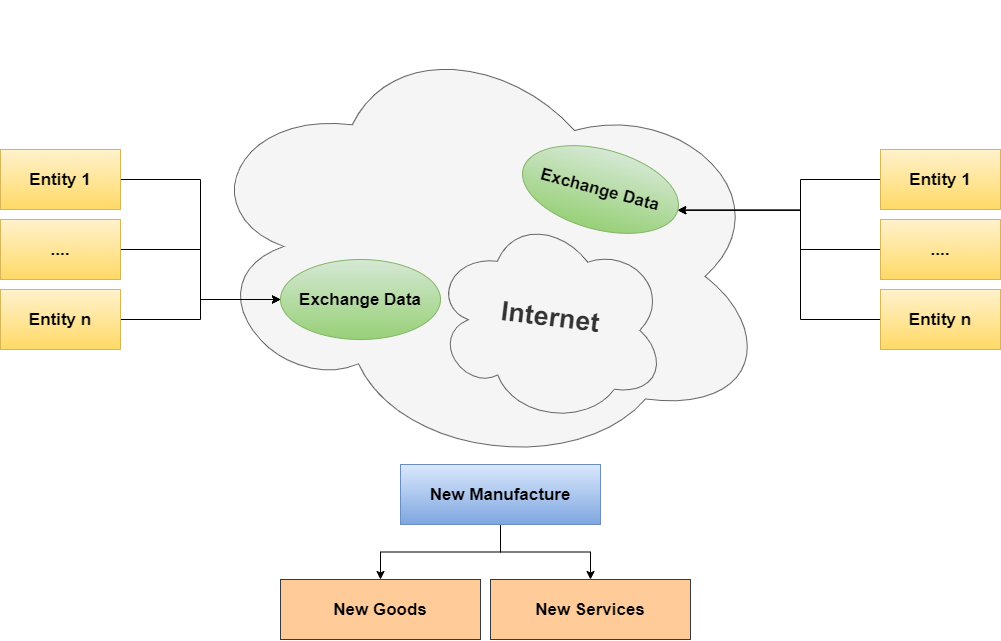 Entity 1
....
Entity n
Exchange Data
Exchange Data
Internet
Entity 1
....
Entity n
New Manufacture
New Goods
New Services